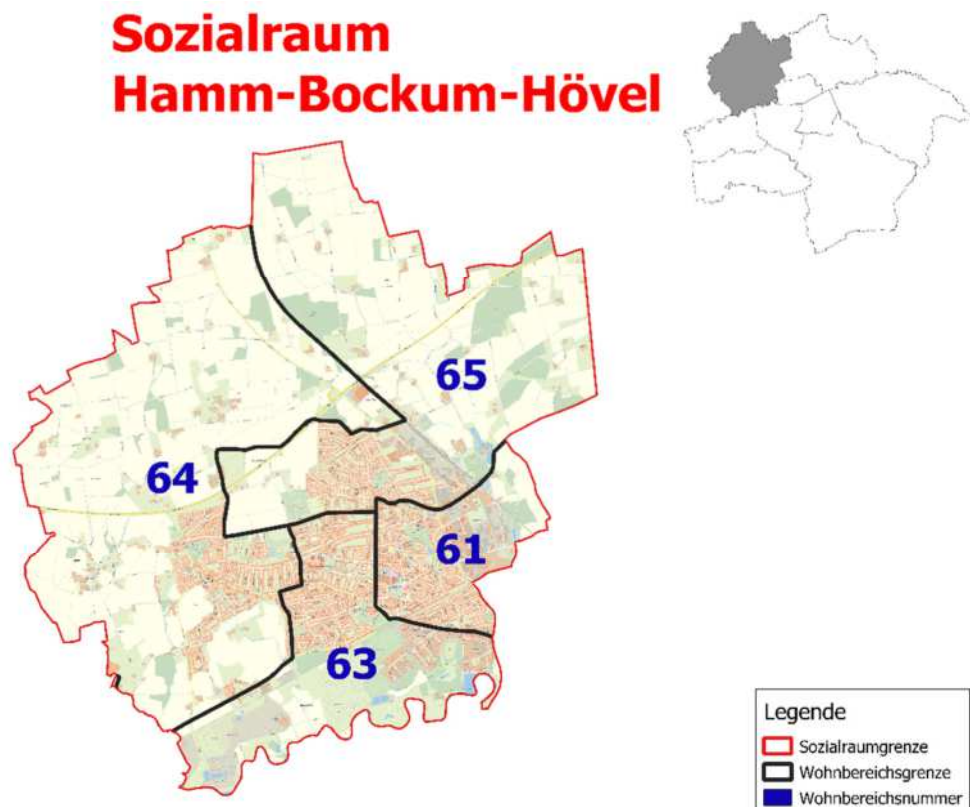 Sozialraum
Hamm-Bockum-Hövel
65
64
61
63
Legende
Sozialraumgrenze
Wohnbereichsgrenze
Wohnbereichsnummer